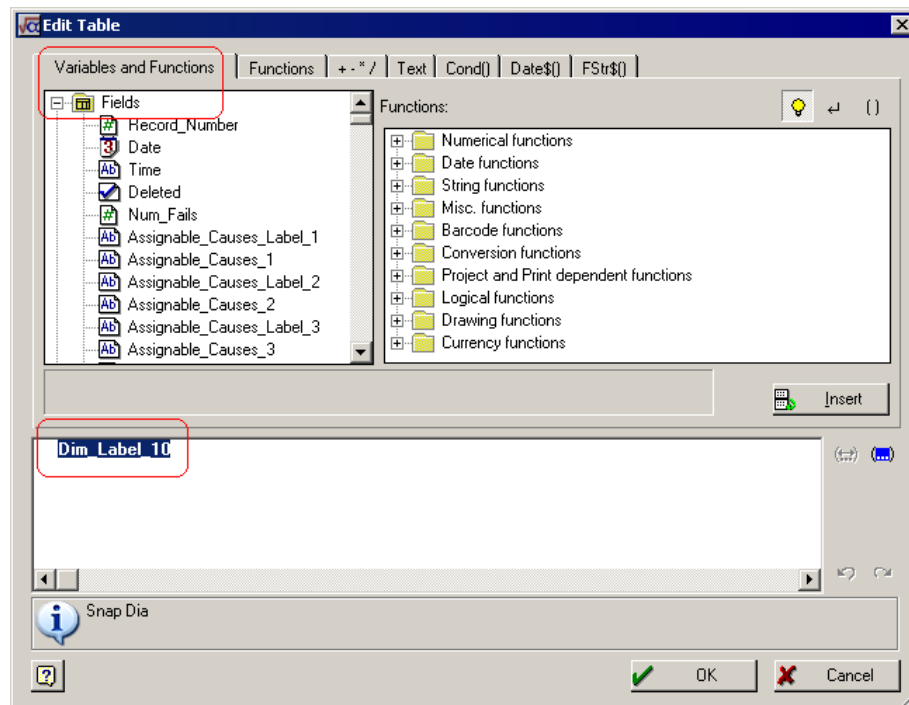 Edit Table
Variables and Functions Functions + - * / Text Cond() Date$() FStr$()
Fields
Record_Number
Date
Time
Deleted
Num_Fails
Assignable_Causes_Label_1
Assignable_Causes_1
Assignable_Causes_Label_2
Assignable_Causes_2
Assignable_Causes_Label_3
Assignable_Causes_3
Functions:
Numerical functions
Date functions
String functions
Misc. functions
Barcode functions
Conversion functions
Project and Print dependent functions
Logical functions
Drawing functions
Currency functions
Insert
Dim_Label_10
Snap Dia
OK Cancel